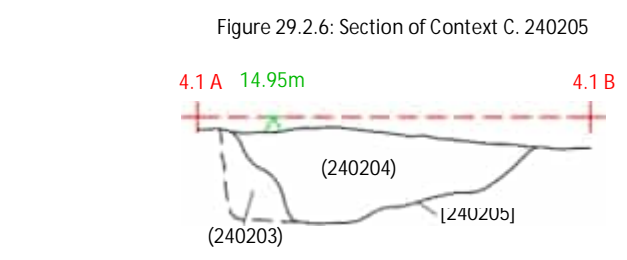 Figure 29.2.6: Section of Context C. 240205
4.1 A 14.95m 4.1 B
(240204)
[240205]
(240203)